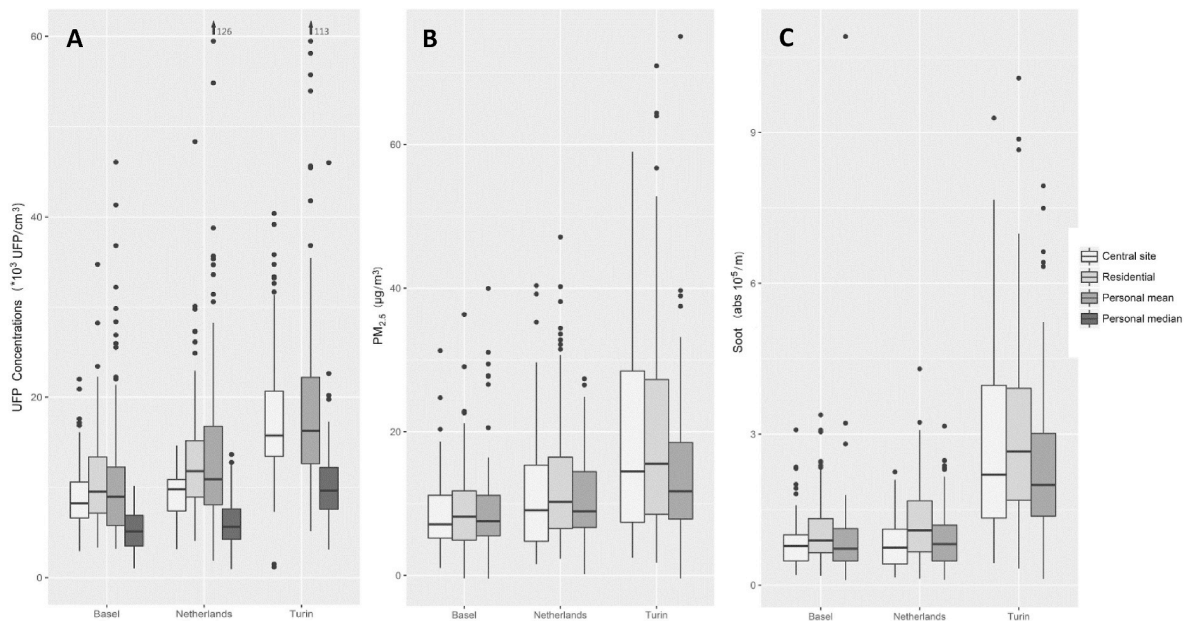 A
B
C
126
113
UFP Concentrations (*10³ UFP/cm³)
60
40
20
0
Basel
Netherlands
Turin
PM2.5 (µg/m³)
60
40
20
0
Basel
Netherlands
Turin
Soot (abs 10⁵/m)
9
6
3
0
Basel
Netherlands
Turin
Central site
Residential
Personal mean
Personal median